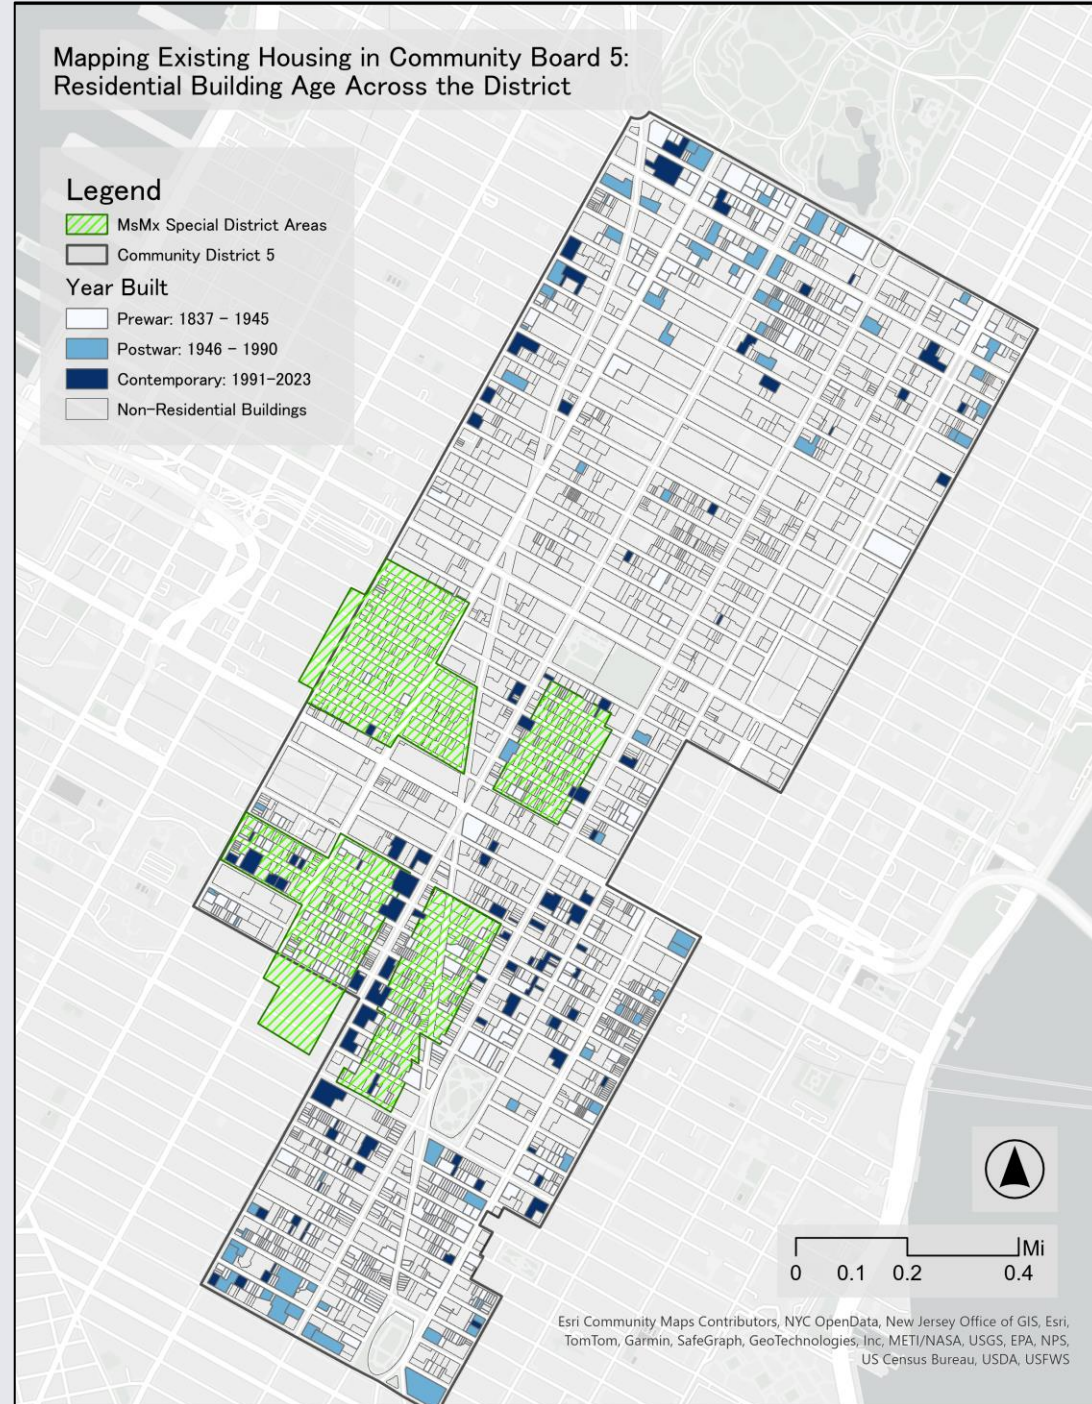 Mapping Existing Housing in Community Board 5:
Residential Building Age Across the District
Legend
MsMx Special District Areas
Community District 5
Year Built
Prewar: 1837 - 1945
Postwar: 1946 - 1990
Contemporary: 1991-2023
Non-Residential Buildings
Mi
0 0.1 0.2 0.4
Esri Community Maps Contributors, NYC OpenData, New Jersey Office of GIS, Esri,
TomTom, Garmin, SafeGraph, GeoTechnologies, Inc, METI/NASA, USGS, EPA, NPS,
US Census Bureau, USDA, USFWS